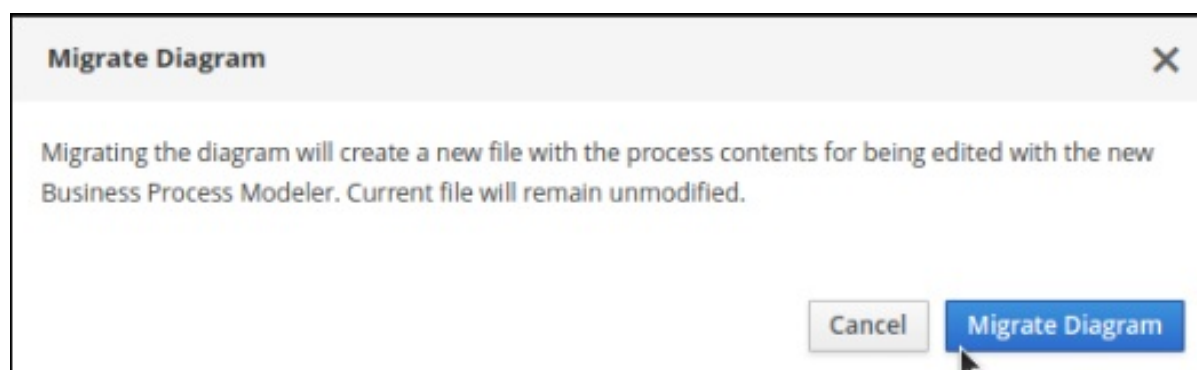 Migrate Diagram
Migrating the diagram will create a new file with the process contents for being edited with the new
Business Process Modeler. Current file will remain unmodified.
Cancel
Migrate Diagram